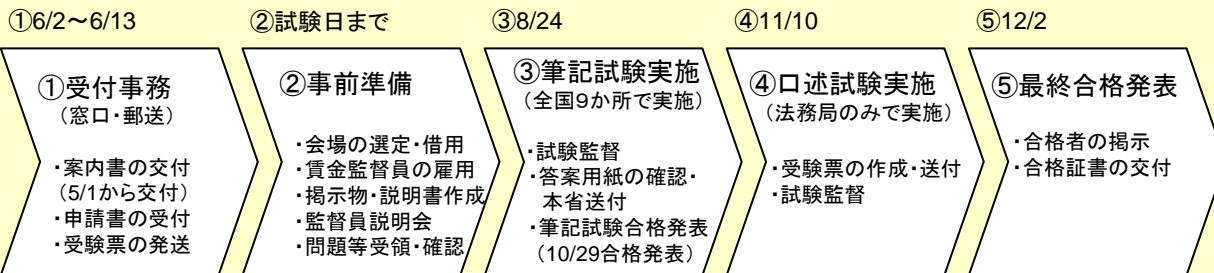 ①6/2～6/13
②試験日まで
③8/24
④11/10
⑤12/2
①受付事務
（窓口・郵送）
・案内書の交付
（5/1から交付）
・申請書の受付
・受験票の発送
②事前準備
・会場の選定・借用
・賃金監督員の雇用
・掲示物・説明書作成
・監督員説明会
・問題等受領・確認
③筆記試験実施
（全国９か所で実施）
・試験監督
・答案用紙の確認・
本省送付
・筆記試験合格発表
（10/29合格発表）
④口述試験実施
（法務局のみで実施）
・受験票の作成・送付
・試験監督
⑤最終合格発表
・合格者の掲示
・合格証書の交付